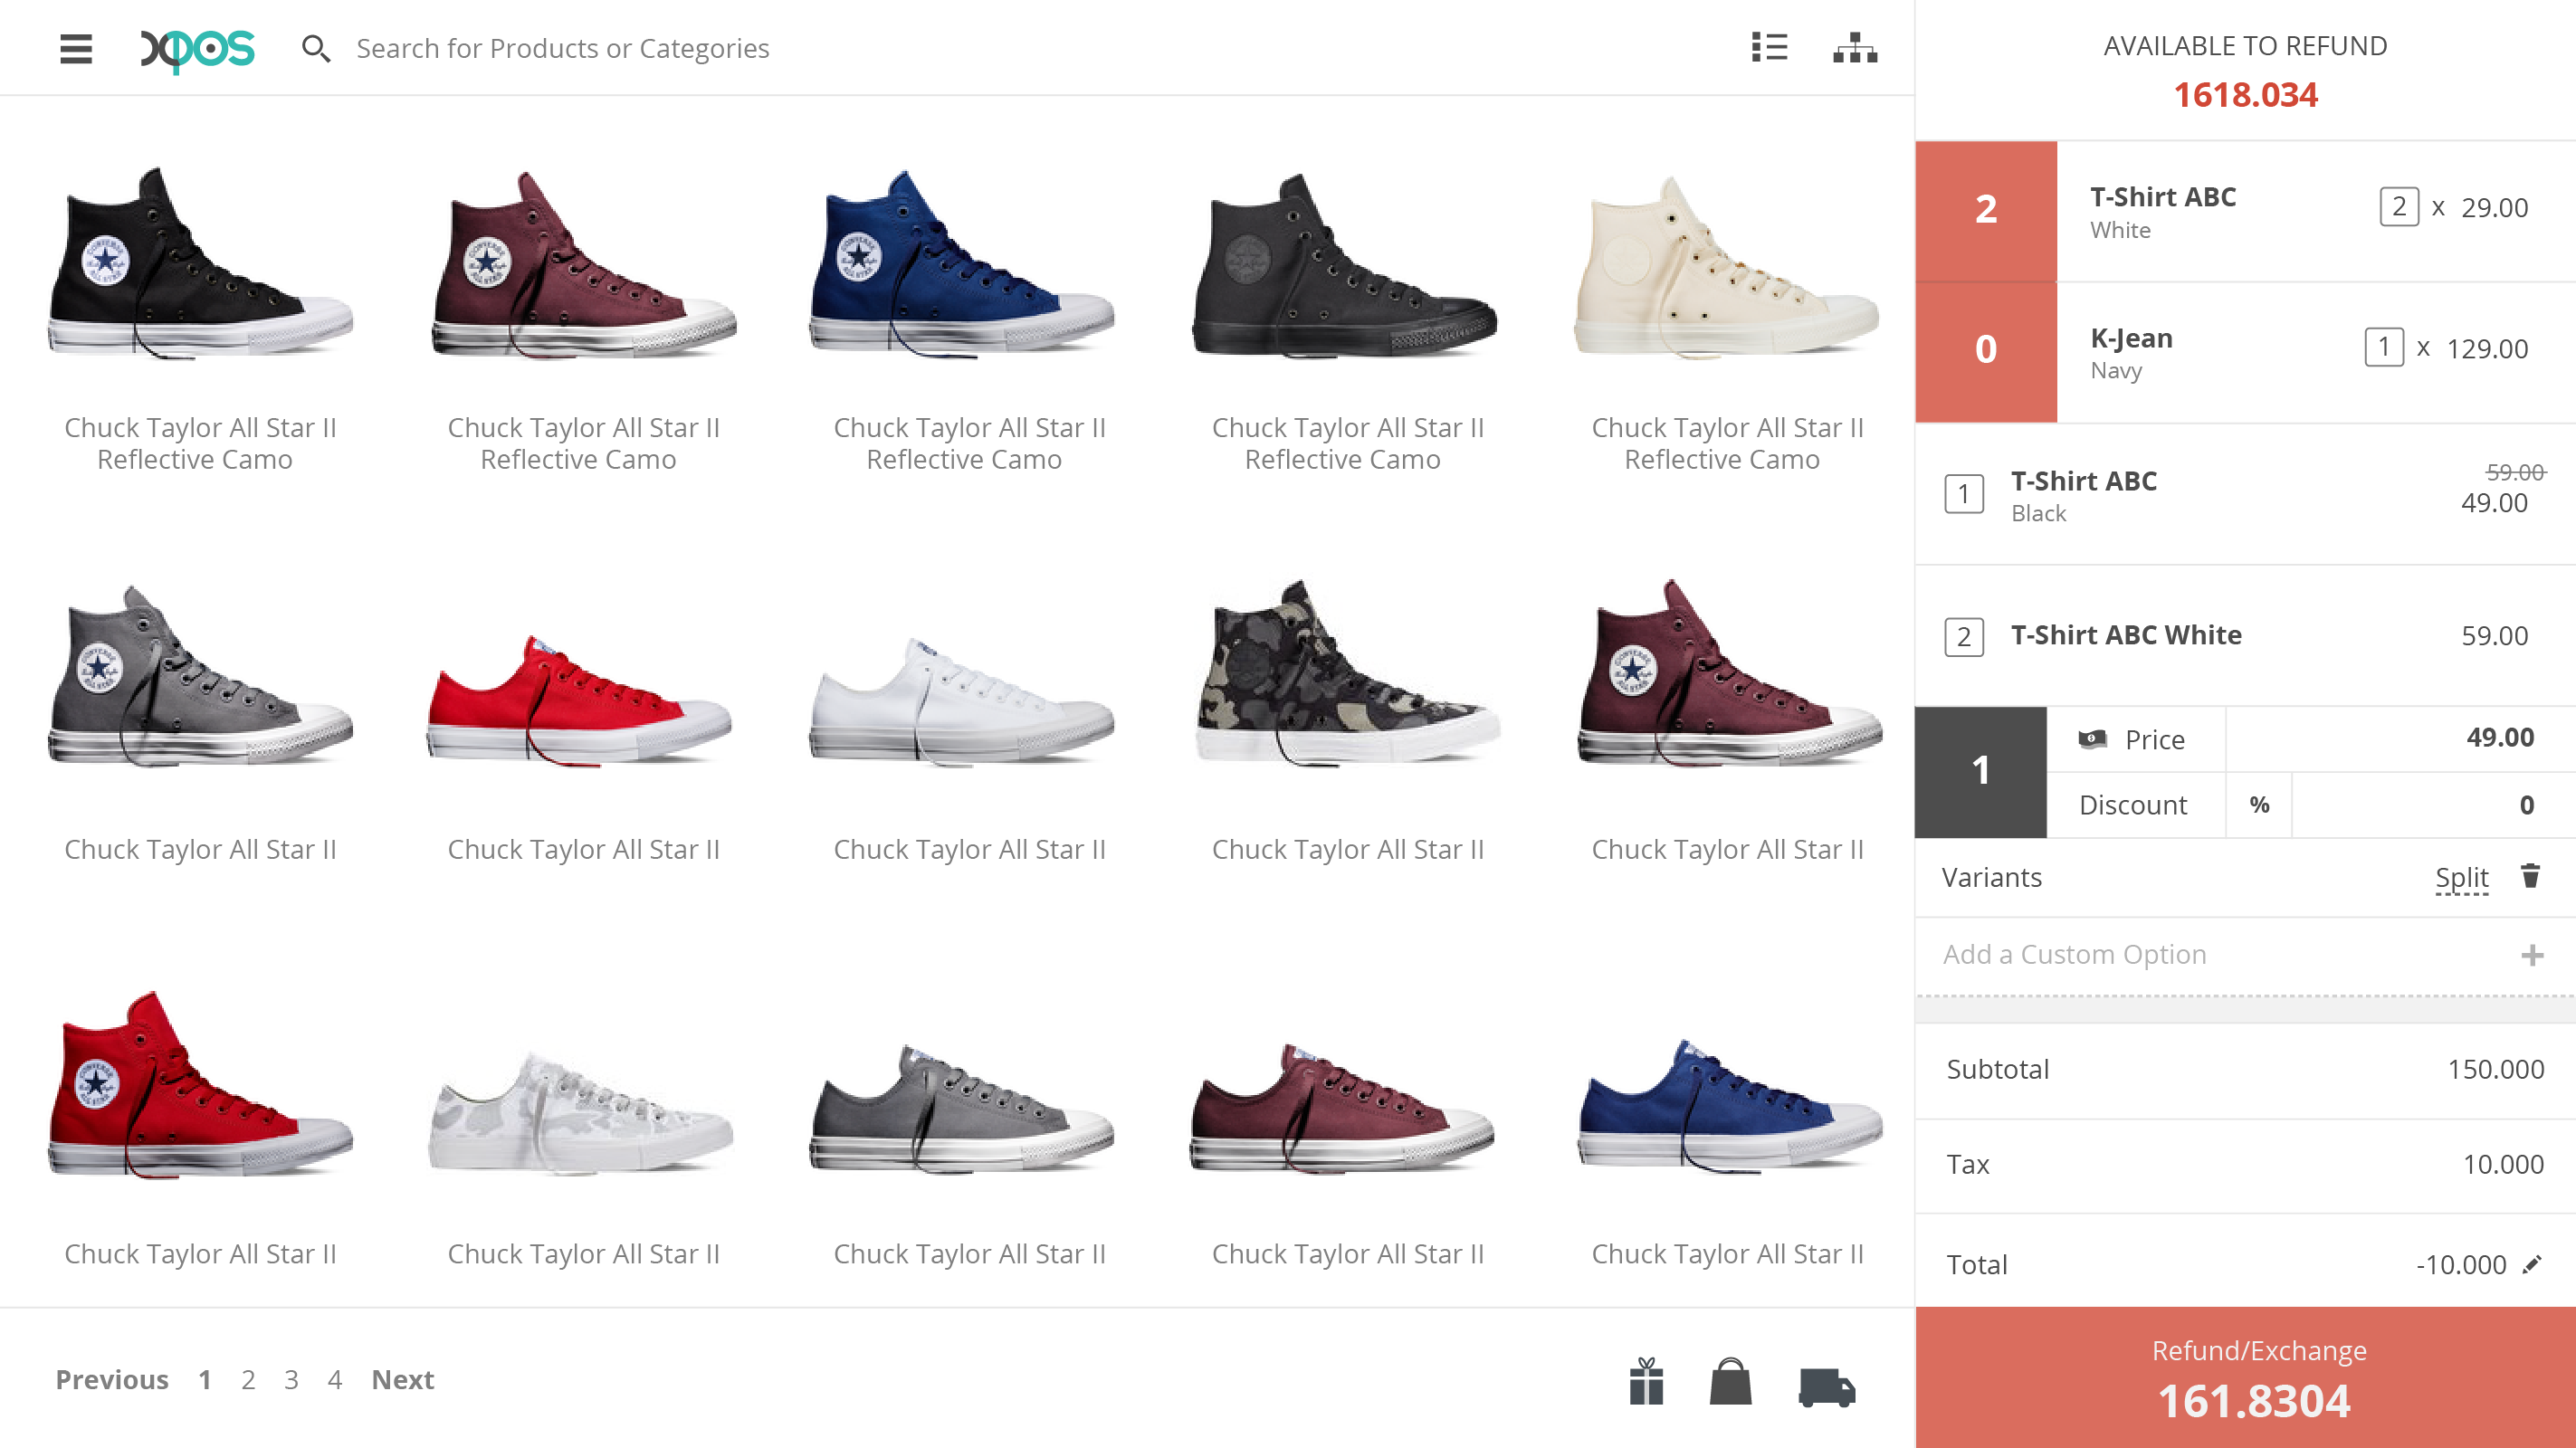 xpos
Search for Products or Categories
Chuck Taylor All Star II
Reflective Camo
Chuck Taylor All Star II
Reflective Camo
Chuck Taylor All Star II
Reflective Camo
Chuck Taylor All Star II
Reflective Camo
Chuck Taylor All Star II
Reflective Camo
Chuck Taylor All Star II
Chuck Taylor All Star II
Chuck Taylor All Star II
Chuck Taylor All Star II
Chuck Taylor All Star II
Chuck Taylor All Star II
Chuck Taylor All Star II
Chuck Taylor All Star II
Chuck Taylor All Star II
Chuck Taylor All Star II
Previous 1 2 3 4 Next
AVAILABLE TO REFUND
1618.034
2 T-Shirt ABC 2 x 29.00
White
0 K-Jean 1 x 129.00
Navy
59.00
1 T-Shirt ABC 49.00
Black
2 T-Shirt ABC White 59.00
1 Price 49.00
Discount % 0
Variants Split
Add a Custom Option +
Subtotal 150.000
Tax 10.000
Total -10.000
Refund/Exchange
161.8304